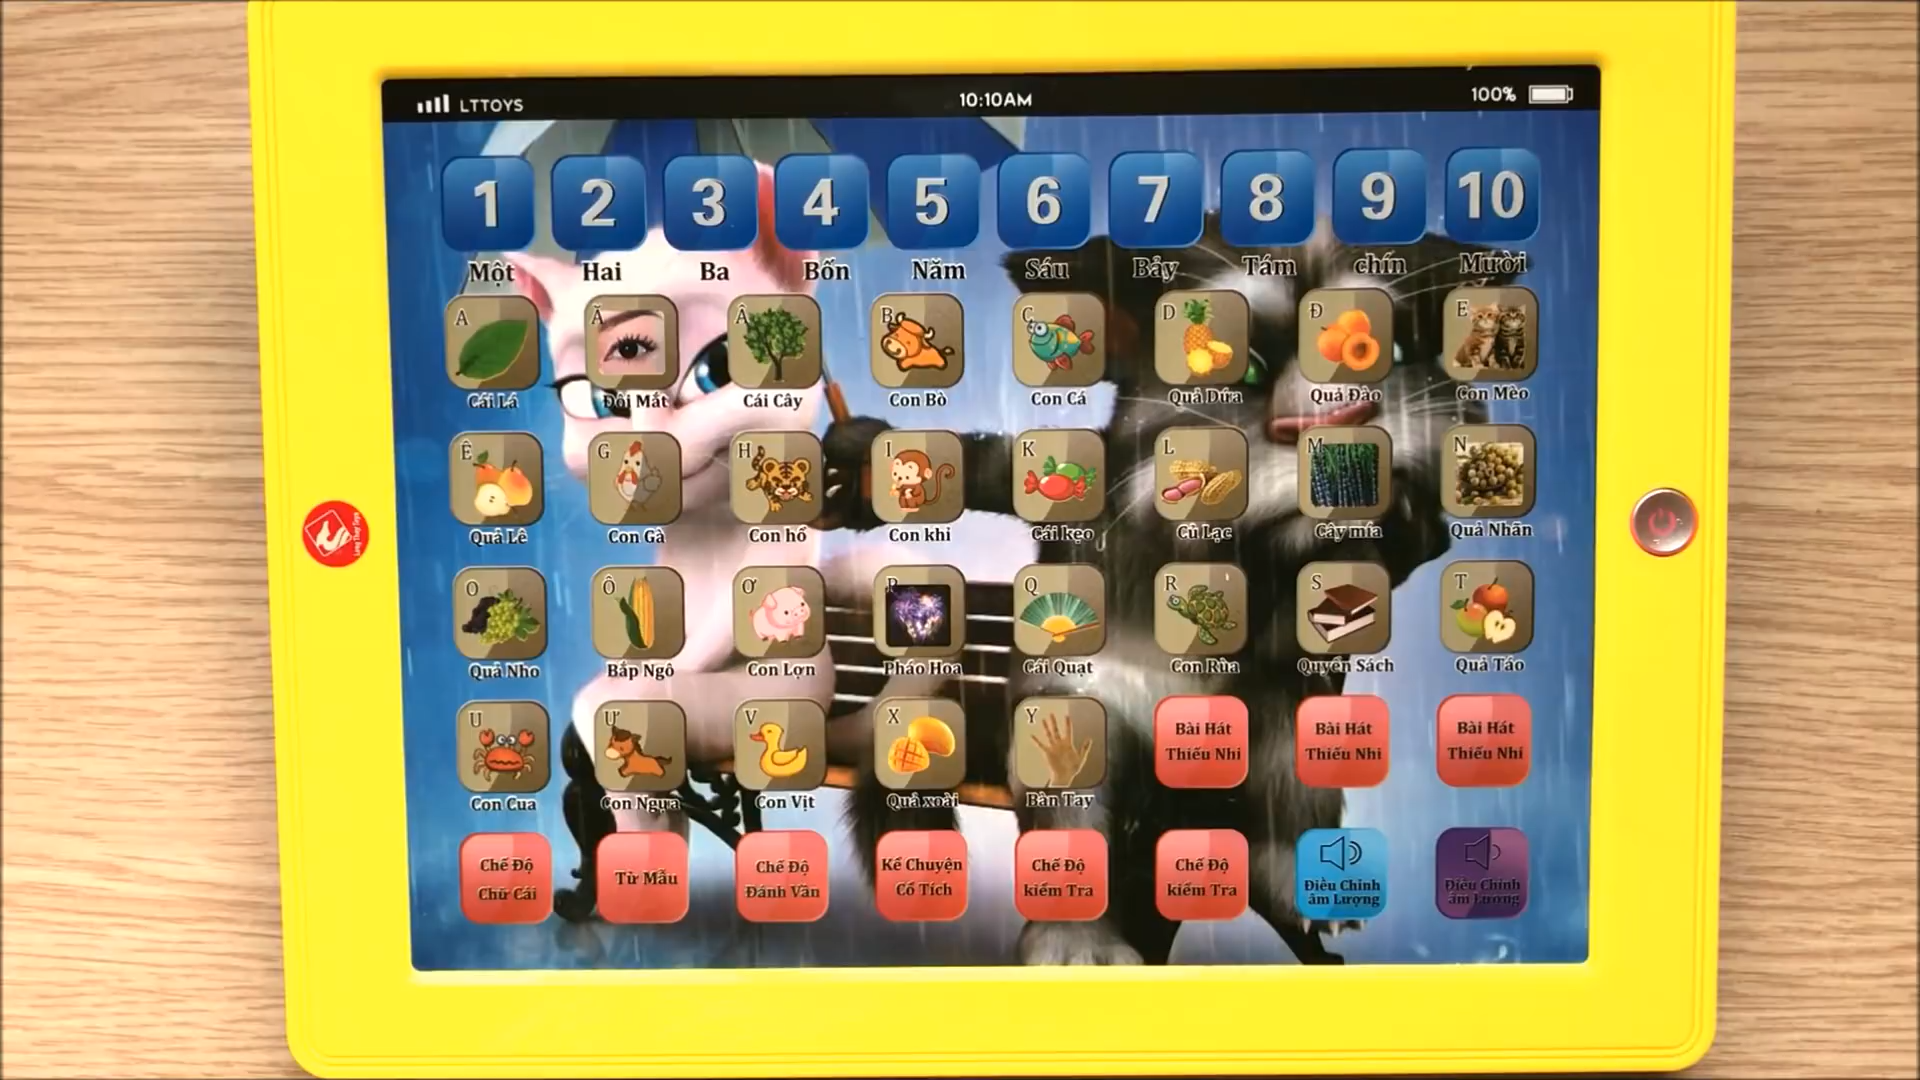 LTTOYS 10:10AM 100%
1 2 3 4 5 6 7 8 9 10
Một Hai Ba Bốn Năm Sáu Bảy Tám chín Mười
A Ă Â B C D Đ E
Cái Lá Đôi Mắt Cái Cây Con Bò Con Cá Quả Dứa Quả Đào Con Mèo
Ê G H I K L M N
Quả Lê Con Gà Con hổ Con khỉ Cái kẹo Củ Lạc Cây mía Quả Nhãn
O Ô Ơ P Q R S T
Quả Nho Bắp Ngô Con Lợn Pháo Hoa Cái Quạt Con Rùa Quyển Sách Quả Táo
U Ư V X Y
Bài Hát Bài Hát Bài Hát
Thiếu Nhi Thiếu Nhi Thiếu Nhi
Con Cua Con Ngựa Con Vịt Quả xoài Bàn Tay
Chế Độ Từ Mẫu Chế Độ Kể Chuyện Chế Độ Chế Độ Điều Chỉnh Điều Chỉnh
Chữ Cái Đánh Vần Cổ Tích kiểm Tra kiểm Tra âm Lượng âm Lượng